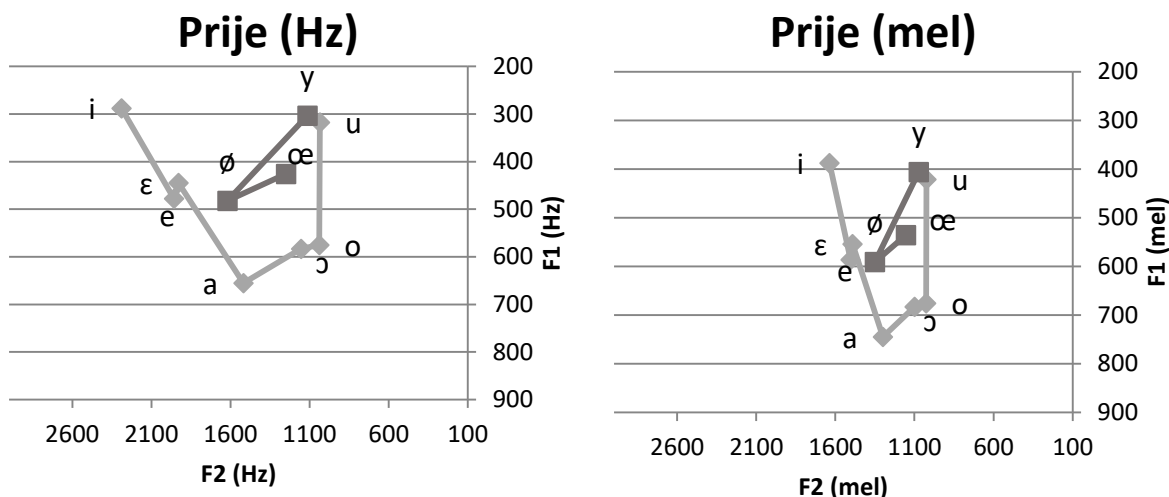 Prije (Hz)
y
i
u
ø
œ
ɛ
e
o
ɔ
a
200
300
400
500
600
700
800
900
F1 (Hz)
2600 2100 1600 1100 600 100
F2 (Hz)
Prije (mel)
y
i
u
ø
œ
ɛ
e
o
ɔ
a
200
300
400
500
600
700
800
900
F1 (mel)
2600 2100 1600 1100 600 100
F2 (mel)